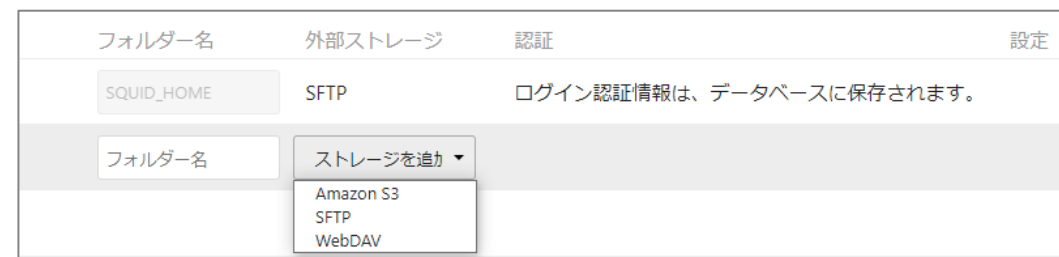 フォルダー名 外部ストレージ 認証 設定
SQUID_HOME SFTP ログイン認証情報は、データベースに保存されます。
フォルダー名 ストレージを追加
Amazon S3
SFTP
WebDAV